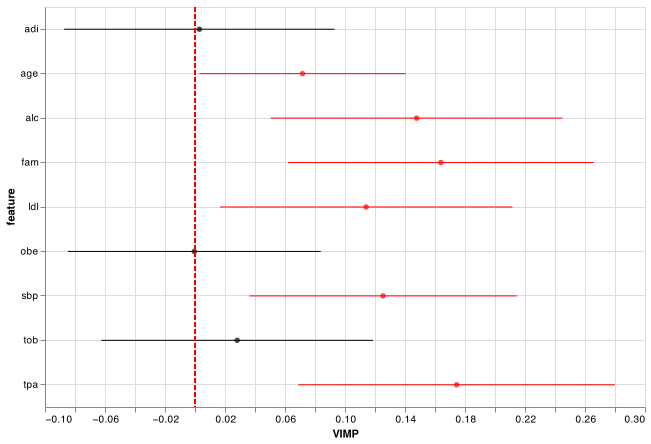 adi
age
alc
fam
ldl
obe
sbp
tob
tpa
feature
−0.10 −0.06 −0.02 0.02 0.06 0.10 0.14 0.18 0.22 0.26 0.30
VIMP